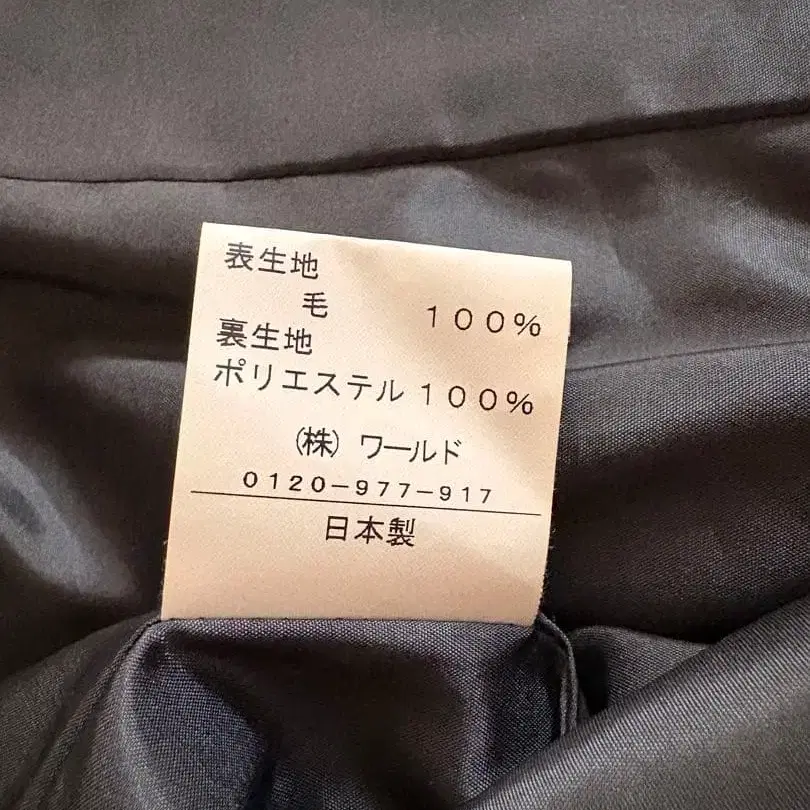 表生地
毛 100%
裏生地
ポリエステル 100%
(株) ワールド
0120-977-917
日本製